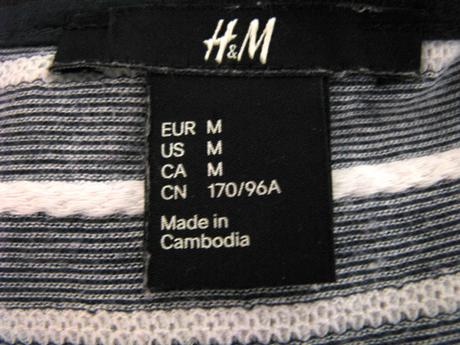 H&M
EUR M
US M
CA M
CN 170/96A
Made in
Cambodia